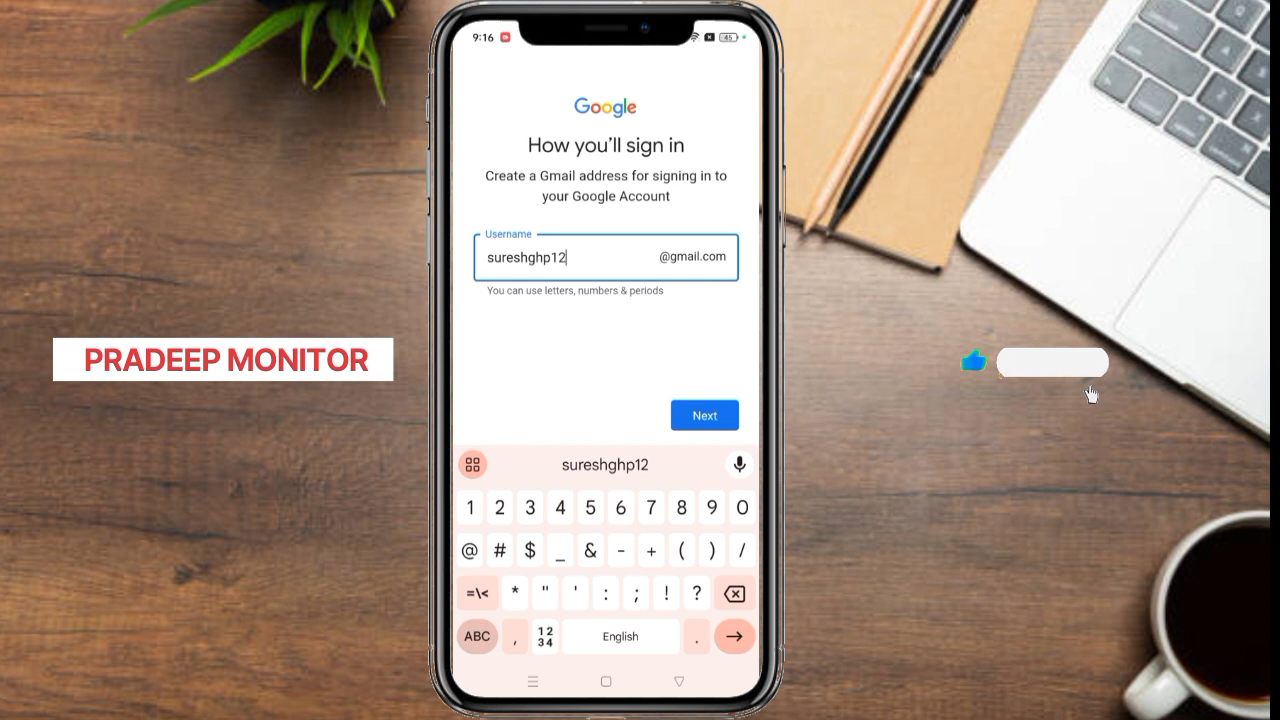 9:16
45
Google
How you'll sign in
Create a Gmail address for signing in to
your Google Account
Username
sureshghp12
@gmail.com
You can use letters, numbers & periods
PRADEEP MONITOR
Next
sureshghp12
1 2 3 4 5 6 7 8 9 0
@ # $ _ & - + ( ) /
=\< * " ' : ; ! ?
ABC , 12 34 English .